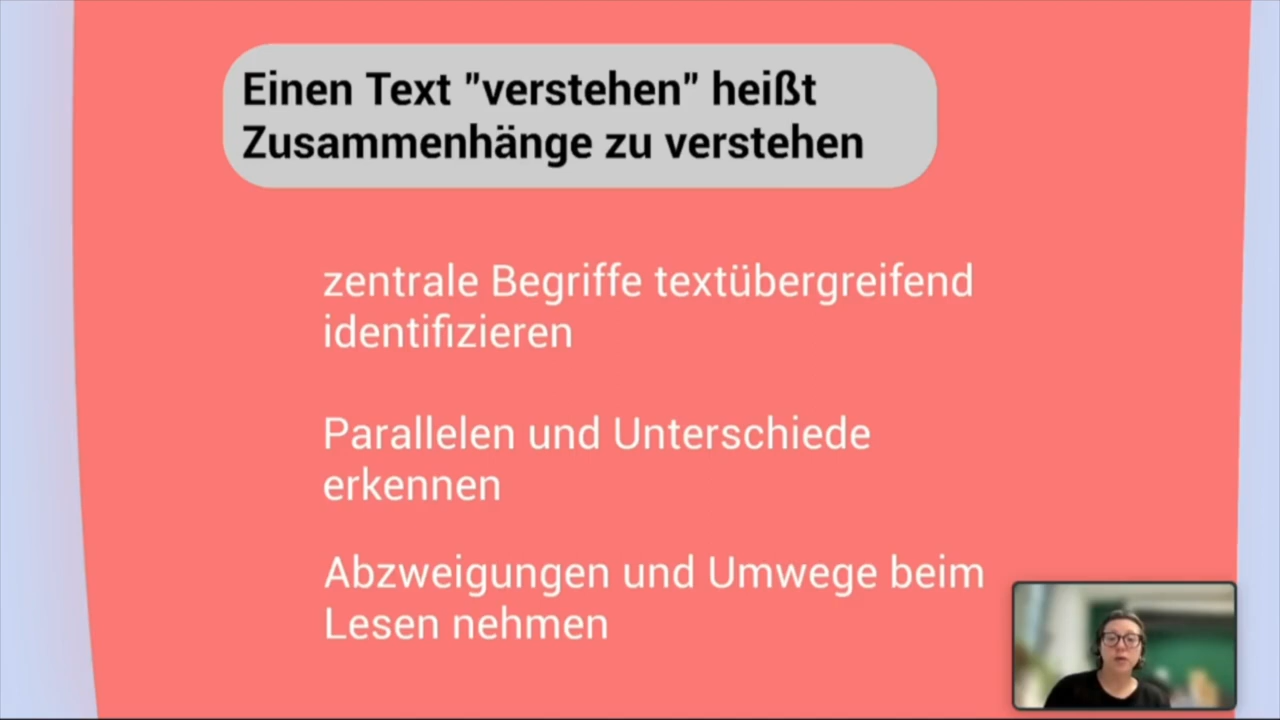 Einen Text "verstehen" heißt
Zusammenhänge zu verstehen
zentrale Begriffe textübergreifend
identifizieren
Parallelen und Unterschiede
erkennen
Abzweigungen und Umwege beim
Lesen nehmen